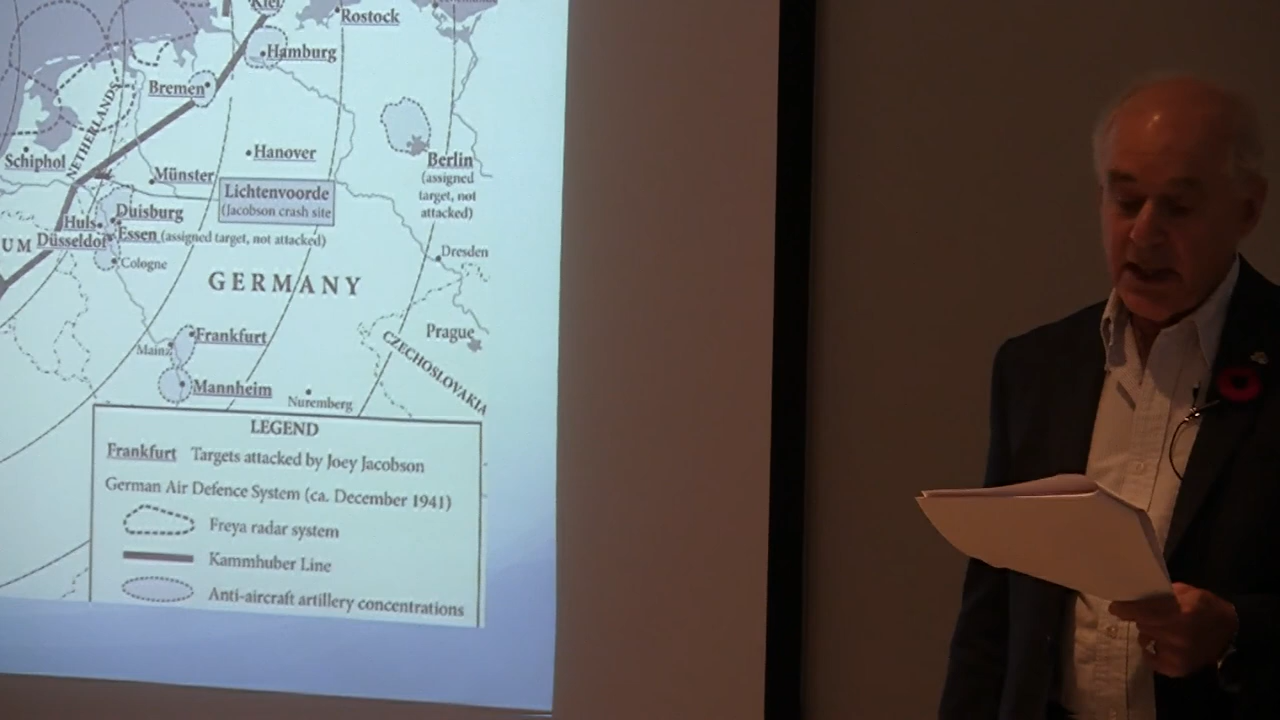 Kiel
Rostock
Hamburg
Bremen
NETHERLANDS
Hanover
Schiphol
Berlin
(assigned
target, not
attacked)
Münster
Lichtenvoorde
(Jacobson crash site
Duisburg
Huls
UM
Düsseldorf
Essen (assigned target, not attacked)
Cologne
Dresden
GERMANY
Frankfurt
Prague
Mainz
CZECHOSLOVAKIA
Mannheim
Nuremberg
LEGEND
Frankfurt Targets attacked by Joey Jacobson
German Air Defence System (ca. December 1941)
Freya radar system
Kammhuber Line
Anti-aircraft artillery concentrations